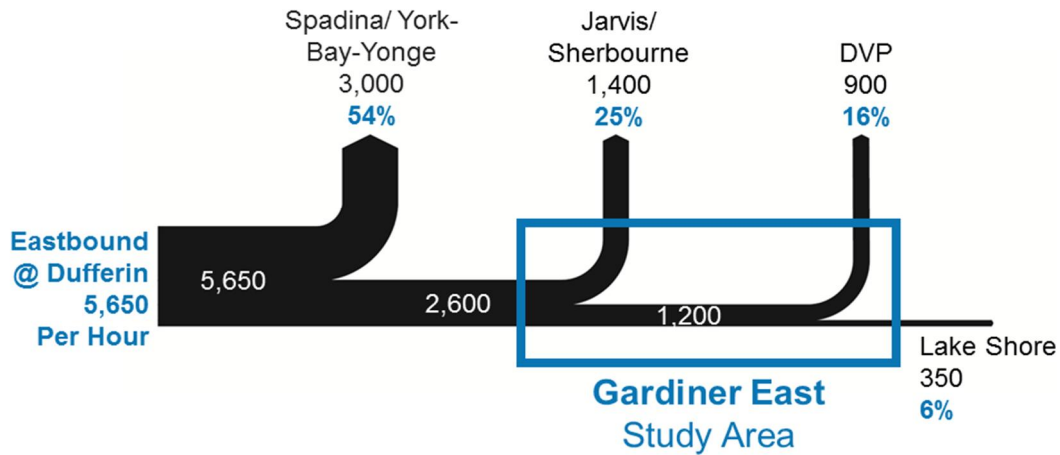 Spadina/ York-
Bay-Yonge
3,000
54%
Jarvis/
Sherbourne
1,400
25%
DVP
900
16%
Eastbound
@ Dufferin
5,650
Per Hour
5,650
2,600
1,200
Lake Shore
350
6%
Gardiner East
Study Area